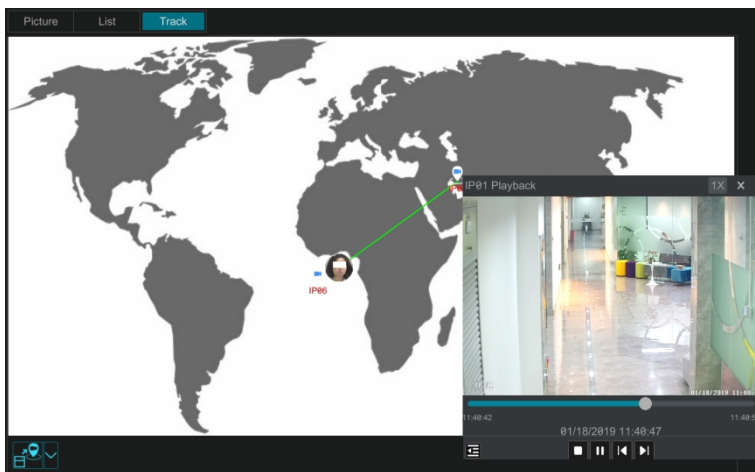 Picture
List
Track
IP01 Playback
1X
X
IP06
01/18/2019 11:40:
11:40:42
01/18/2019 11:40:47